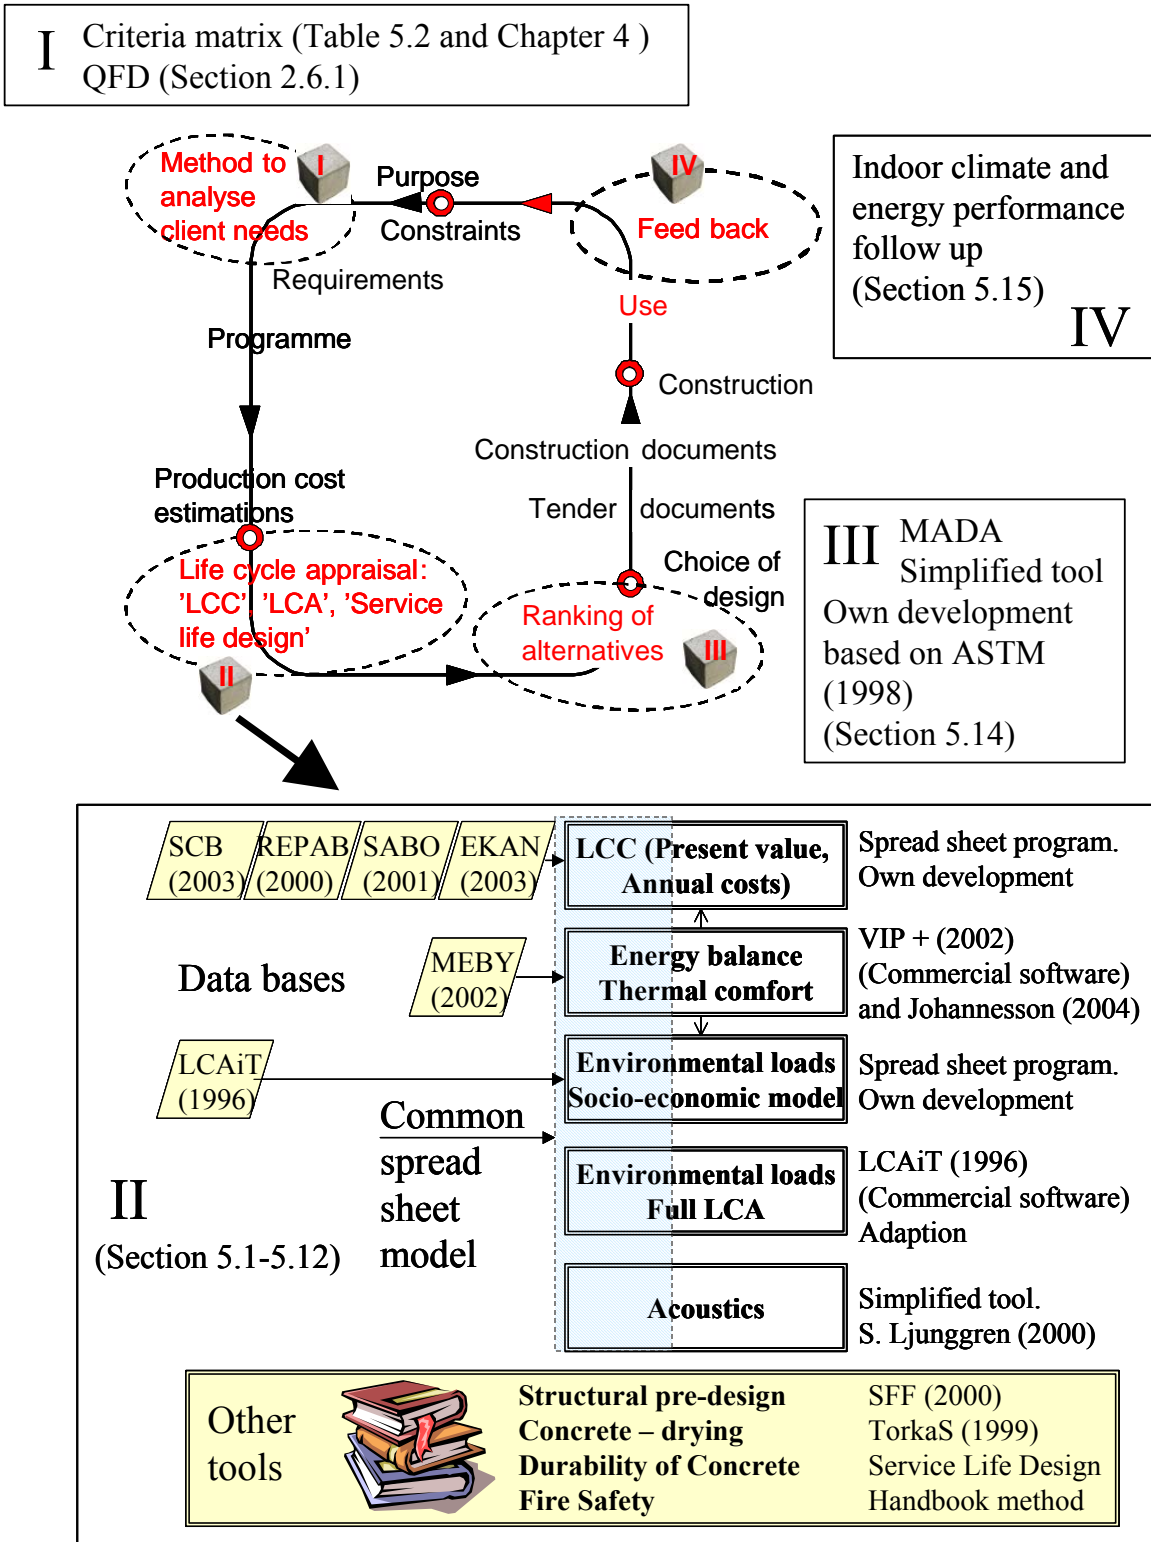 I
Criteria matrix (Table 5.2 and Chapter 4 )
QFD (Section 2.6.1)
Method to
analyse
client needs
I
Purpose
Constraints
Requirements
IV
Feed back
Indoor climate and
energy performance
follow up
(Section 5.15)
IV
Use
Programme
Construction
Construction documents
Production cost
estimations
Tender documents
Choice of
design
Life cycle appraisal:
'LCC', 'LCA', 'Service
life design'
II
Ranking of
alternatives
III
III
MADA
Simplified tool
Own development
based on ASTM
(1998)
(Section 5.14)
SCB
(2003)
REPAB
(2000)
SABO
(2001)
EKAN
(2003)
LCC (Present value,
Annual costs)
Spread sheet program.
Own development
Data bases
MEBY
(2002)
Energy balance
Thermal comfort
VIP + (2002)
(Commercial software)
and Johannesson (2004)
LCAiT
(1996)
Environmental loads
Socio-economic model
Spread sheet program.
Own development
Common
spread
sheet
model
Environmental loads
Full LCA
LCAiT (1996)
(Commercial software)
Adaption
II
(Section 5.1-5.12)
Acoustics
Simplified tool.
S. Ljunggren (2000)
Other
tools
Structural pre-design SFF (2000)
Concrete – drying TorkaS (1999)
Durability of Concrete Service Life Design
Fire Safety Handbook method